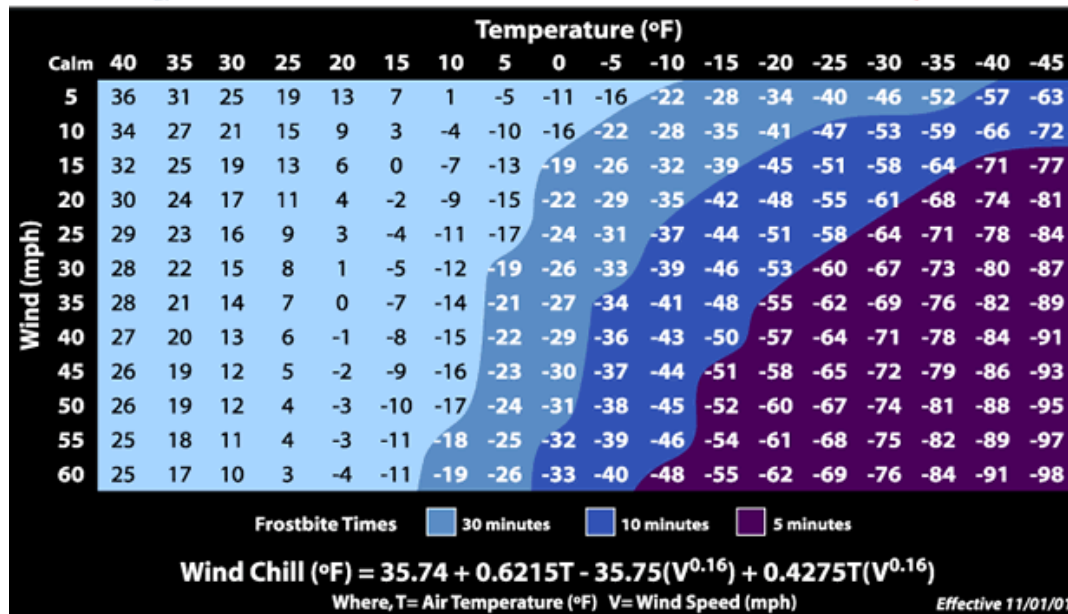 Temperature (ºF)
Calm 40 35 30 25 20 15 10 5 0 -5 -10 -15 -20 -25 -30 -35 -40 -45
5 36 31 25 19 13 7 1 -5 -11 -16 -22 -28 -34 -40 -46 -52 -57 -63
10 34 27 21 15 9 3 -4 -10 -16 -22 -28 -35 -41 -47 -53 -59 -66 -72
15 32 25 19 13 6 0 -7 -13 -19 -26 -32 -39 -45 -51 -58 -64 -71 -77
20 30 24 17 11 4 -2 -9 -15 -22 -29 -35 -42 -48 -55 -61 -68 -74 -81
25 29 23 16 9 3 -4 -11 -17 -24 -31 -37 -44 -51 -58 -64 -71 -78 -84
30 28 22 15 8 1 -5 -12 -19 -26 -33 -39 -46 -53 -60 -67 -73 -80 -87
35 28 21 14 7 0 -7 -14 -21 -27 -34 -41 -48 -55 -62 -69 -76 -82 -89
40 27 20 13 6 -1 -8 -15 -22 -29 -36 -43 -50 -57 -64 -71 -78 -84 -91
45 26 19 12 5 -2 -9 -16 -23 -30 -37 -44 -51 -58 -65 -72 -79 -86 -93
50 26 19 12 4 -3 -10 -17 -24 -31 -38 -45 -52 -60 -67 -74 -81 -88 -95
55 25 18 11 4 -3 -11 -18 -25 -32 -39 -46 -54 -61 -68 -75 -82 -89 -97
60 25 17 10 3 -4 -11 -19 -26 -33 -40 -48 -55 -62 -69 -76 -84 -91 -98
Wind (mph)
Frostbite Times 30 minutes 10 minutes 5 minutes
Wind Chill (ºF) = 35.74 + 0.6215T - 35.75(V^0.16) + 0.4275T(V^0.16)
Where, T= Air Temperature (ºF) V= Wind Speed (mph)
Effective 11/01/01